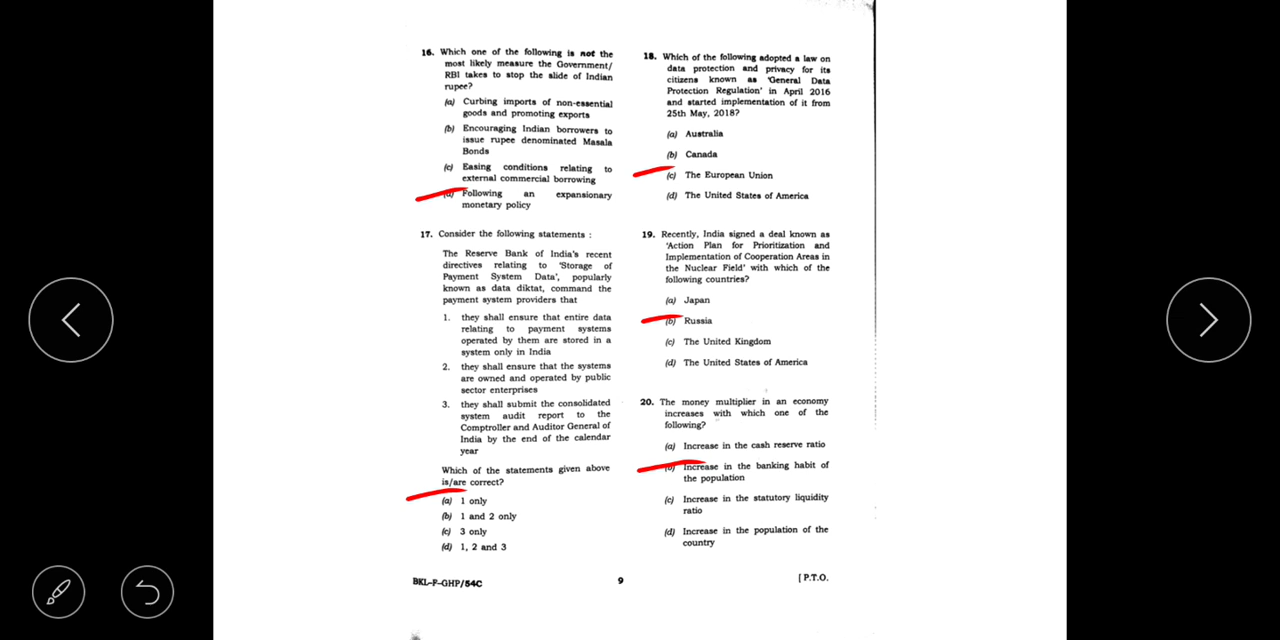 16. Which one of the following is not the
most likely measure the Government/
RBI takes to stop the slide of Indian
rupee?
(a) Curbing imports of non-essential
goods and promoting exports
(b) Encouraging Indian borrowers to
issue rupee denominated Masala
Bonds
(c) Easing conditions relating to
external commercial borrowing
(d) Following an expansionary
monetary policy
17. Consider the following statements :
The Reserve Bank of India's recent
directives relating to 'Storage of
Payment System Data', popularly
known as data diktat, command the
payment system providers that
1. they shall ensure that entire data
relating to payment systems
operated by them are stored in a
system only in India
2. they shall ensure that the systems
are owned and operated by public
sector enterprises
3. they shall submit the consolidated
system audit report to the
Comptroller and Auditor General of
India by the end of the calendar
year
Which of the statements given above
is/are correct?
(a) 1 only
(b) 1 and 2 only
(c) 3 only
(d) 1, 2 and 3
18. Which of the following adopted a law on
data protection and privacy for its
citizens known as 'General Data
Protection Regulation' in April 2016
and started implementation of it from
25th May, 2018?
(a) Australia
(b) Canada
(c) The European Union
(d) The United States of America
19. Recently, India signed a deal known as
'Action Plan for Prioritization and
Implementation of Cooperation Areas in
the Nuclear Field' with which of the
following countries?
(a) Japan
(b) Russia
(c) The United Kingdom
(d) The United States of America
20. The money multiplier in an economy
increases with which one of the
following?
(a) Increase in the cash reserve ratio
(b) Increase in the banking habit of
the population
(c) Increase in the statutory liquidity
ratio
(d) Increase in the population of the
country
BKL-F-GHP/54C
9
[ P.T.O.